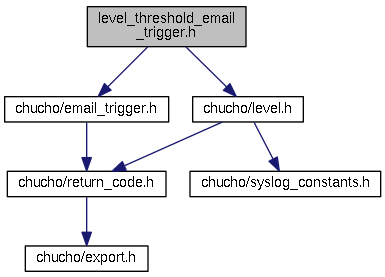 level_threshold_email
_trigger.h
chucho/email_trigger.h
chucho/level.h
chucho/return_code.h
chucho/syslog_constants.h
chucho/export.h